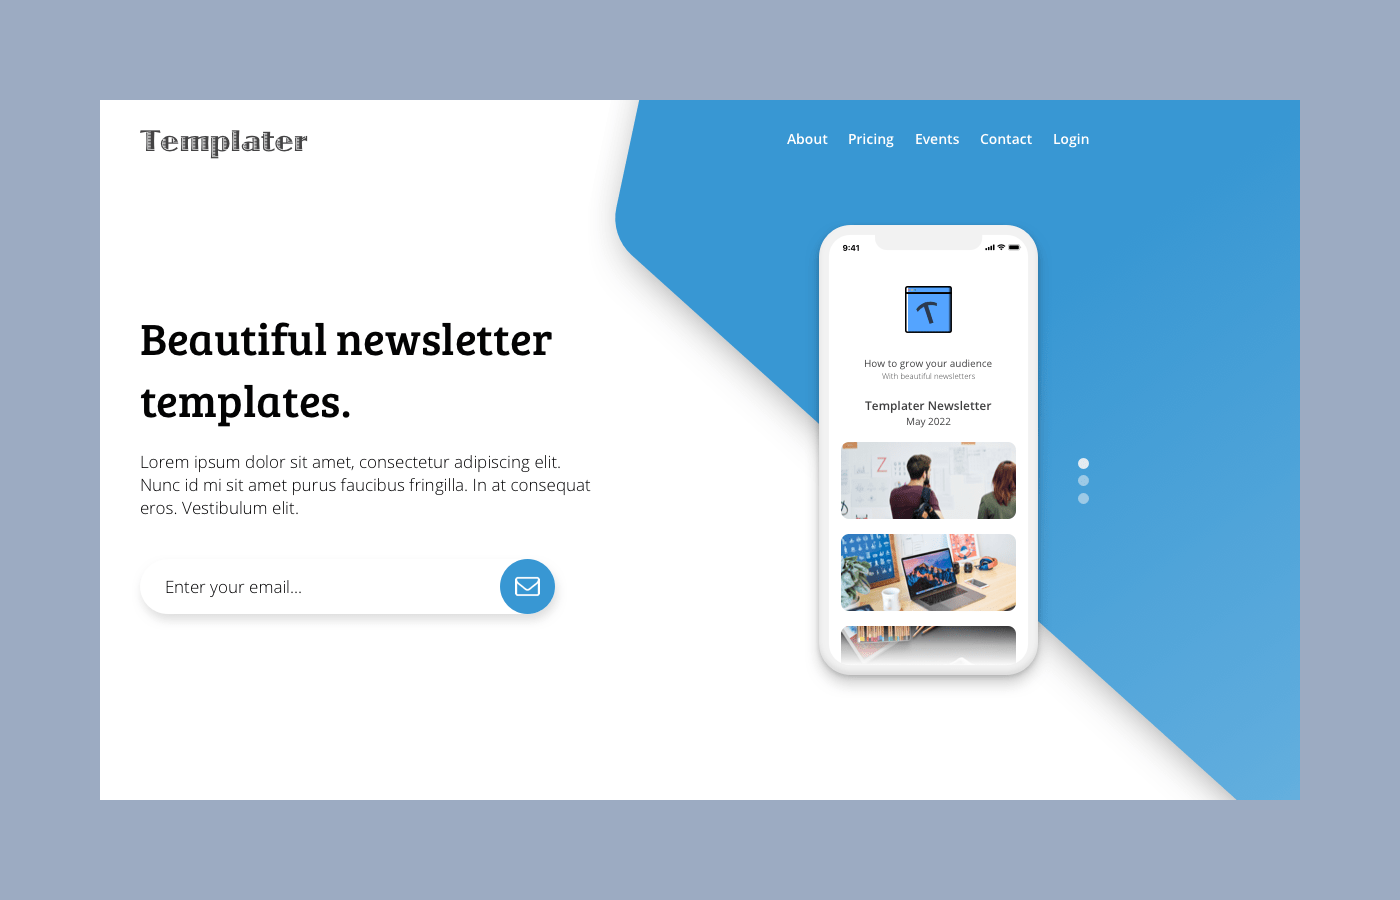 Templater
About Pricing Events Contact Login
Beautiful newsletter
templates.
Lorem ipsum dolor sit amet, consectetur adipiscing elit.
Nunc id mi sit amet purus faucibus fringilla. In at consequat
eros. Vestibulum elit.
Enter your email...
9:41
T
How to grow your audience
With beautiful newsletters
Templater Newsletter
May 2022
Z